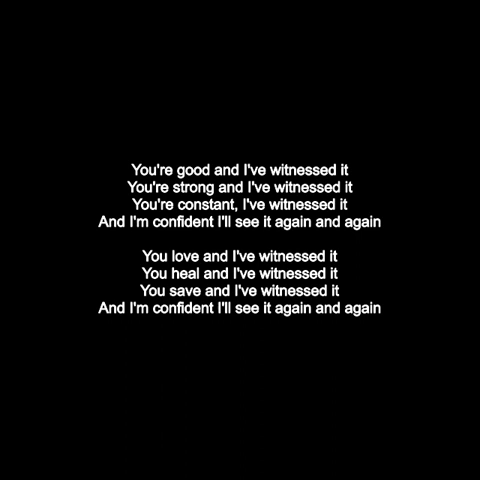 You're good and I've witnessed it
You're strong and I've witnessed it
You're constant, I've witnessed it
And I'm confident I'll see it again and again
You love and I've witnessed it
You heal and I've witnessed it
You save and I've witnessed it
And I'm confident I'll see it again and again